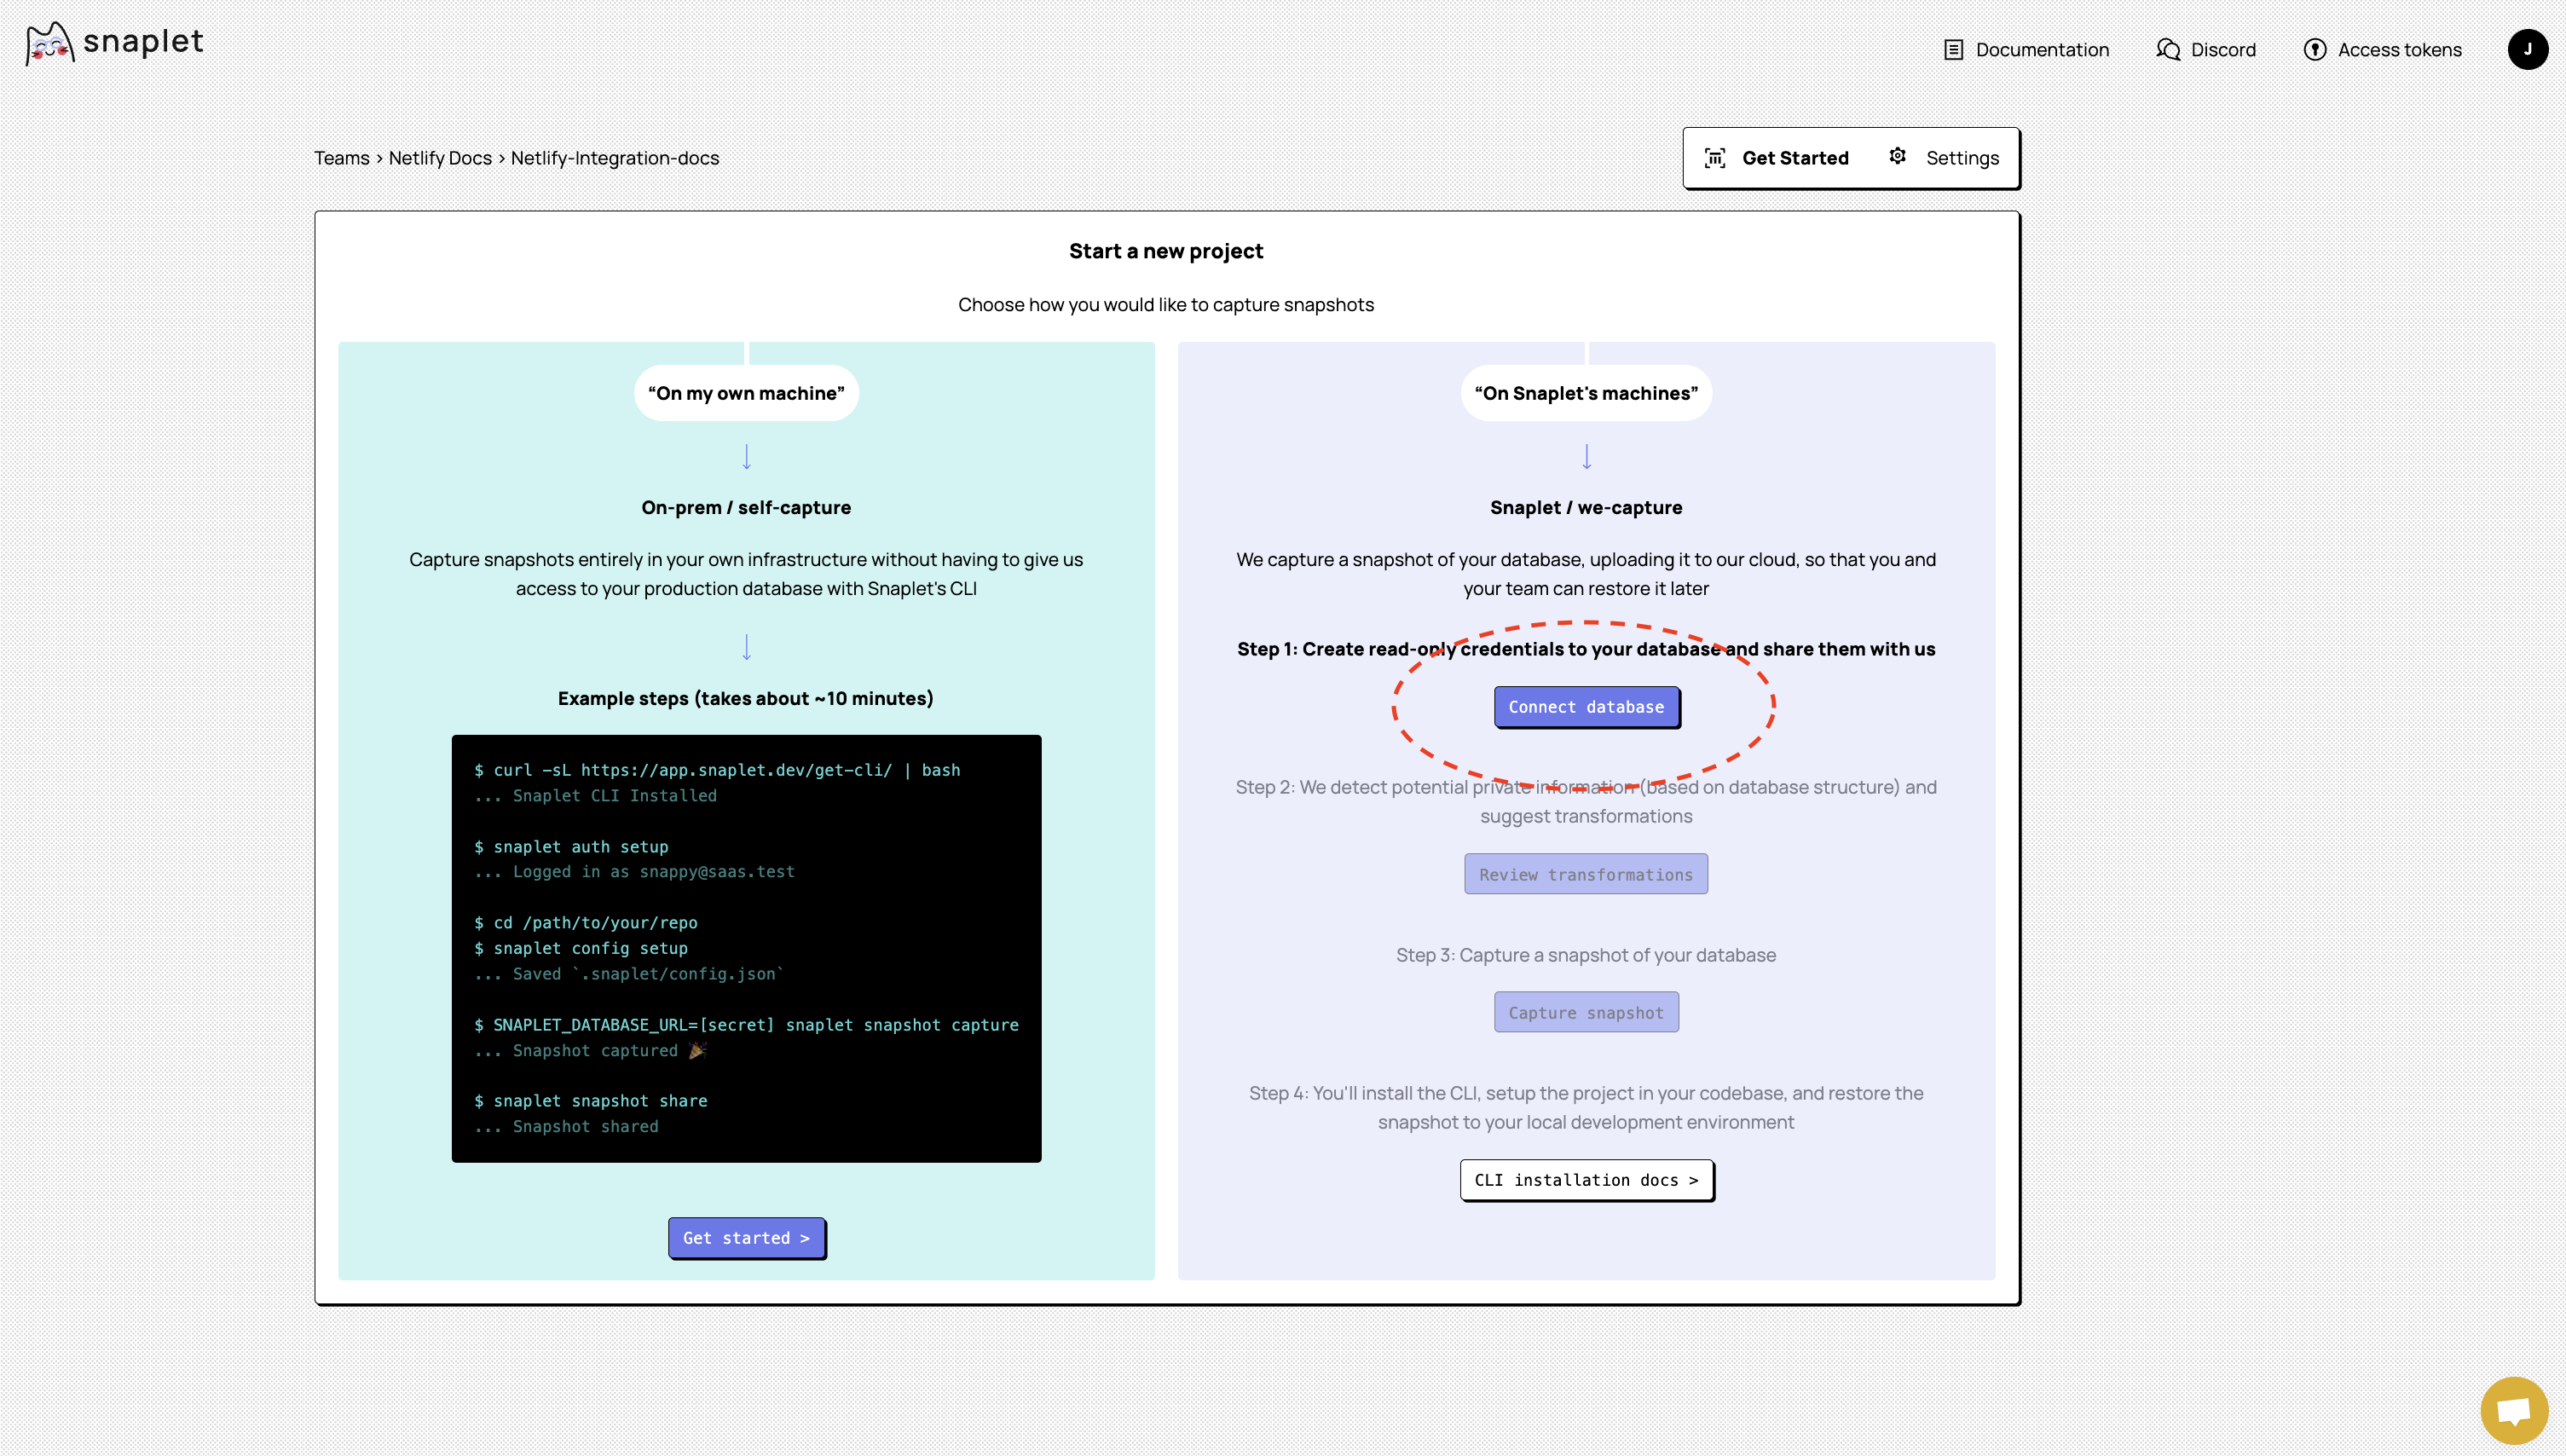 snaplet
Documentation
Discord
Access tokens
J
Teams > Netlify Docs > Netlify-Integration-docs
Get Started
Settings
Start a new project
Choose how you would like to capture snapshots
“On my own machine”
On-prem / self-capture
Capture snapshots entirely in your own infrastructure without having to give us
access to your production database with Snaplet's CLI
Example steps (takes about ~10 minutes)
$ curl -sL https://app.snaplet.dev/get-cli/ | bash
... Snaplet CLI Installed
$ snaplet auth setup
... Logged in as snappy@saas.test
$ cd /path/to/your/repo
$ snaplet config setup
... Saved `.snaplet/config.json`
$ SNAPLET_DATABASE_URL=[secret] snaplet snapshot capture
... Snapshot captured 🎉
$ snaplet snapshot share
... Snapshot shared
Get started >
“On Snaplet's machines”
Snaplet / we-capture
We capture a snapshot of your database, uploading it to our cloud, so that you and
your team can restore it later
Step 1: Create read-only credentials to your database and share them with us
Connect database
Step 2: We detect potential private information (based on database structure) and
suggest transformations
Review transformations
Step 3: Capture a snapshot of your database
Capture snapshot
Step 4: You'll install the CLI, setup the project in your codebase, and restore the
snapshot to your local development environment
CLI installation docs >